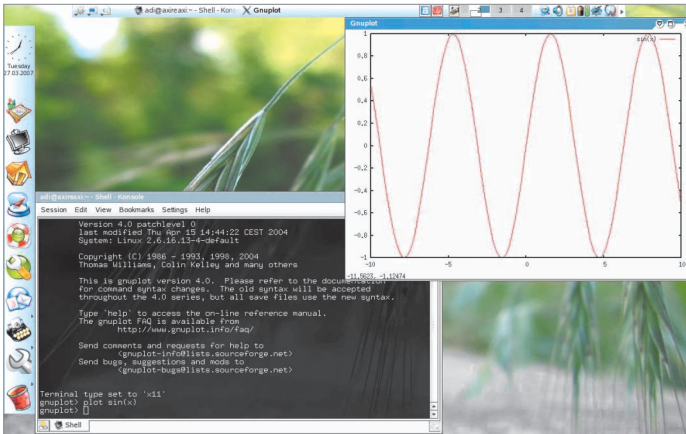 adi@axireaxi:~ - Shell - Kons
Gnuplot
2
3
4
Tuesday
27.03.2007
Gnuplot
sin(x)
1
0.8
0.6
0.4
0.2
0
-0.2
-0.4
-0.6
-0.8
-1
-10
-5
0
5
10
-11.5623, -1.12474
adi@axireaxi:~ - Shell - Konsole
Session Edit View Bookmarks Settings Help
Version 4.0 patchlevel 0
last modified Thu Apr 15 14:44:22 CEST 2004
System: Linux 2.6.16.13-4-default
Copyright (C) 1986 - 1993, 1998, 2004
Thomas Williams, Colin Kelley and many others
This is gnuplot version 4.0. Please refer to the documentation
for command syntax changes. The old syntax will be accepted
throughout the 4.0 series, but all save files use the new syntax.
Type `help` to access the on-line reference manual.
The gnuplot FAQ is available from
http://www.gnuplot.info/faq/
Send comments and requests for help to
<gnuplot-info@lists.sourceforge.net>
Send bugs, suggestions and mods to
<gnuplot-bugs@lists.sourceforge.net>
Terminal type set to 'x11'
gnuplot> plot sin(x)
gnuplot>
Shell